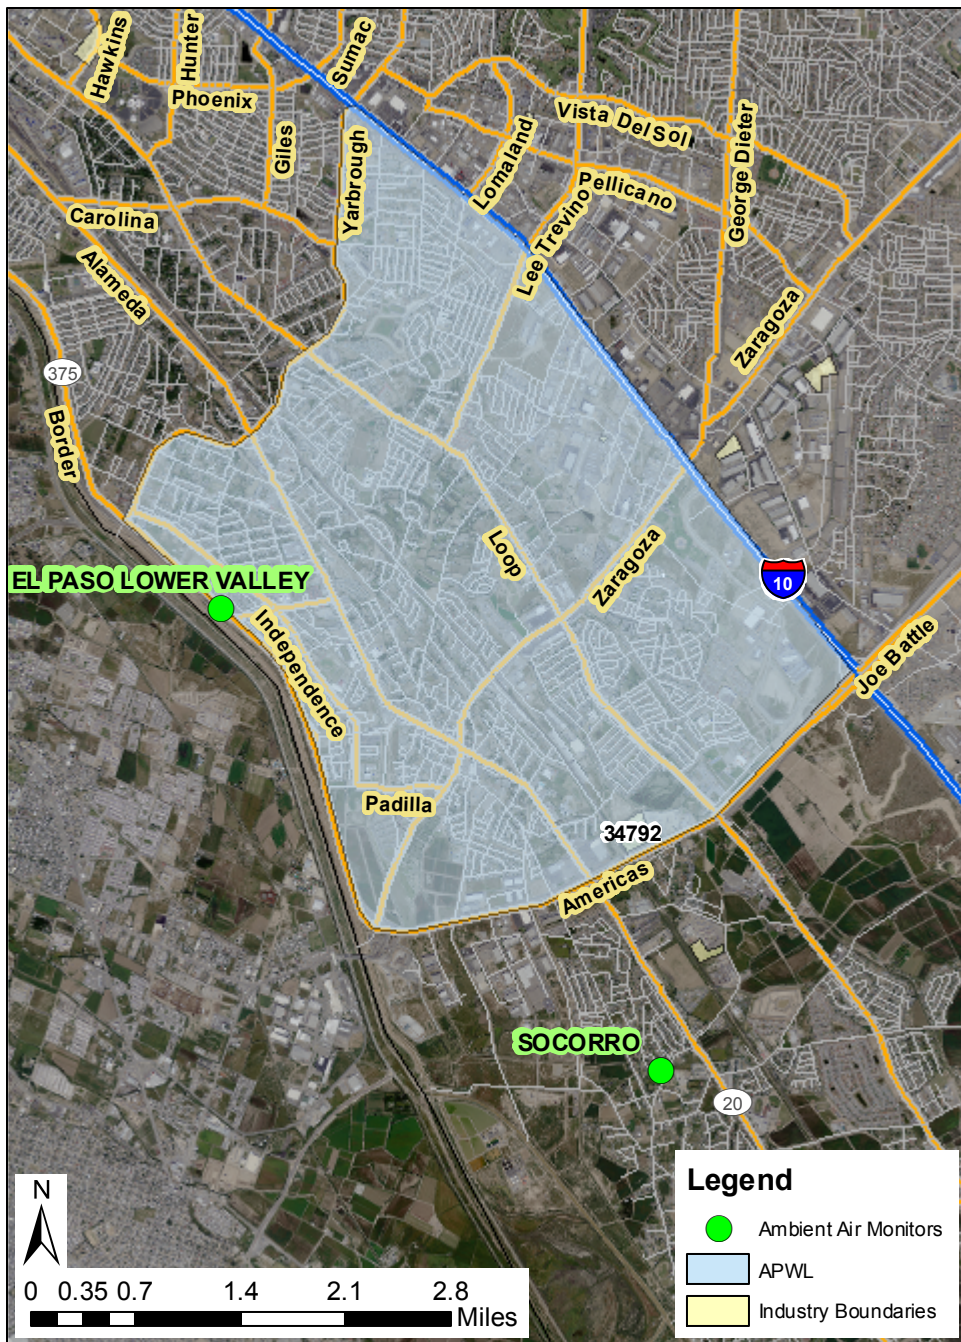 Hawkins
Hunter
Sumac
Phoenix
Giles
Yarbrough
Lomaland
Vista Del Sol
George Dieter
Pellicano
Lee Trevino
Carolina
Alameda
Zaragoza
375
Border
Loop
Zaragoza
10
EL PASO LOWER VALLEY
Independence
Joe Battle
Padilla
34792
Americas
SOCORRO
20
N
0 0.35 0.7 1.4 2.1 2.8
Miles
Legend
Ambient Air Monitors
APWL
Industry Boundaries